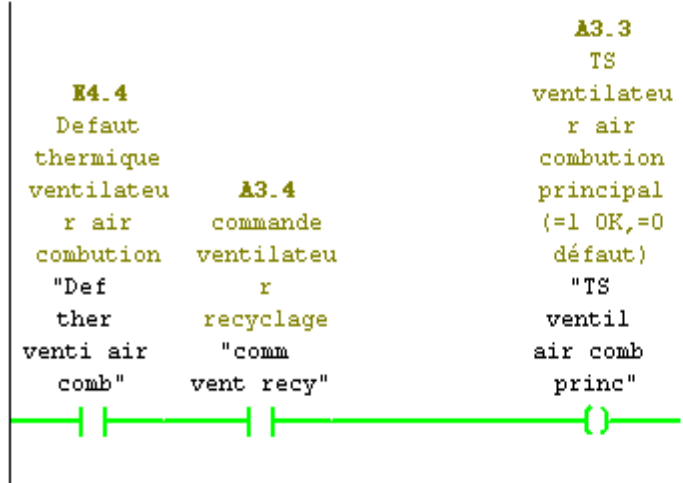 E4.4
Defaut
thermique
ventilateu
r air
combution
"Def
ther
venti air
comb"
A3.4
commande
ventilateu
r
recyclage
"comm
vent recy"
A3.3
TS
ventilateu
r air
combution
principal
(=1 OK,=0
défaut)
"TS
ventil
air comb
princ"